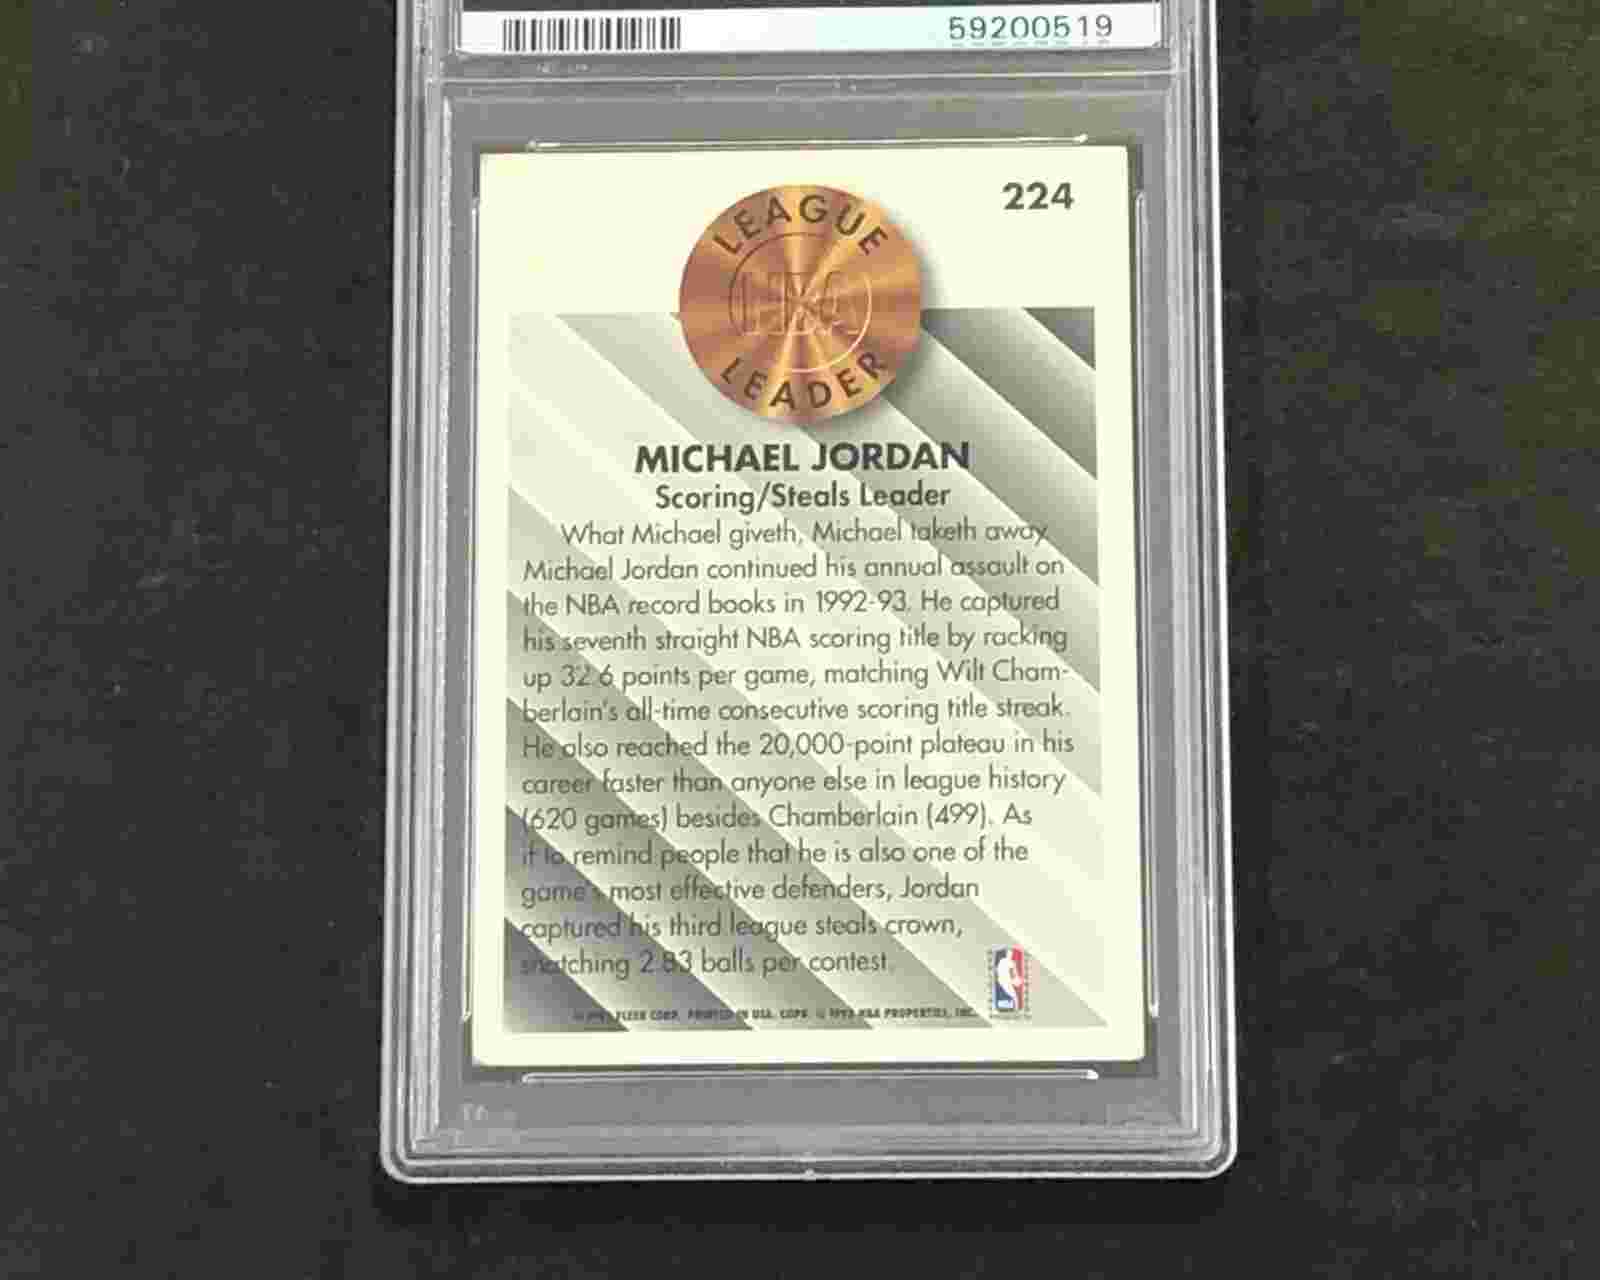 59200519
224
LEAGUE
NBA
LEADER
MICHAEL JORDAN
Scoring/Steals Leader
What Michael giveth, Michael taketh away.
Michael Jordan continued his annual assault on
the NBA record books in 1992-93. He captured
his seventh straight NBA scoring title by racking
up 32.6 points per game, matching Wilt Cham-
berlain's all-time consecutive scoring title streak.
He also reached the 20,000-point plateau in his
career faster than anyone else in league history
(620 games) besides Chamberlain (499). As
if to remind people that he is also one of the
game's most effective defenders, Jordan
captured his third league steals crown,
snatching 2.83 balls per contest.
FLEER CORP. PRINTED IN USA. COPR. © 1993 NBA PROPERTIES, INC.
NBA